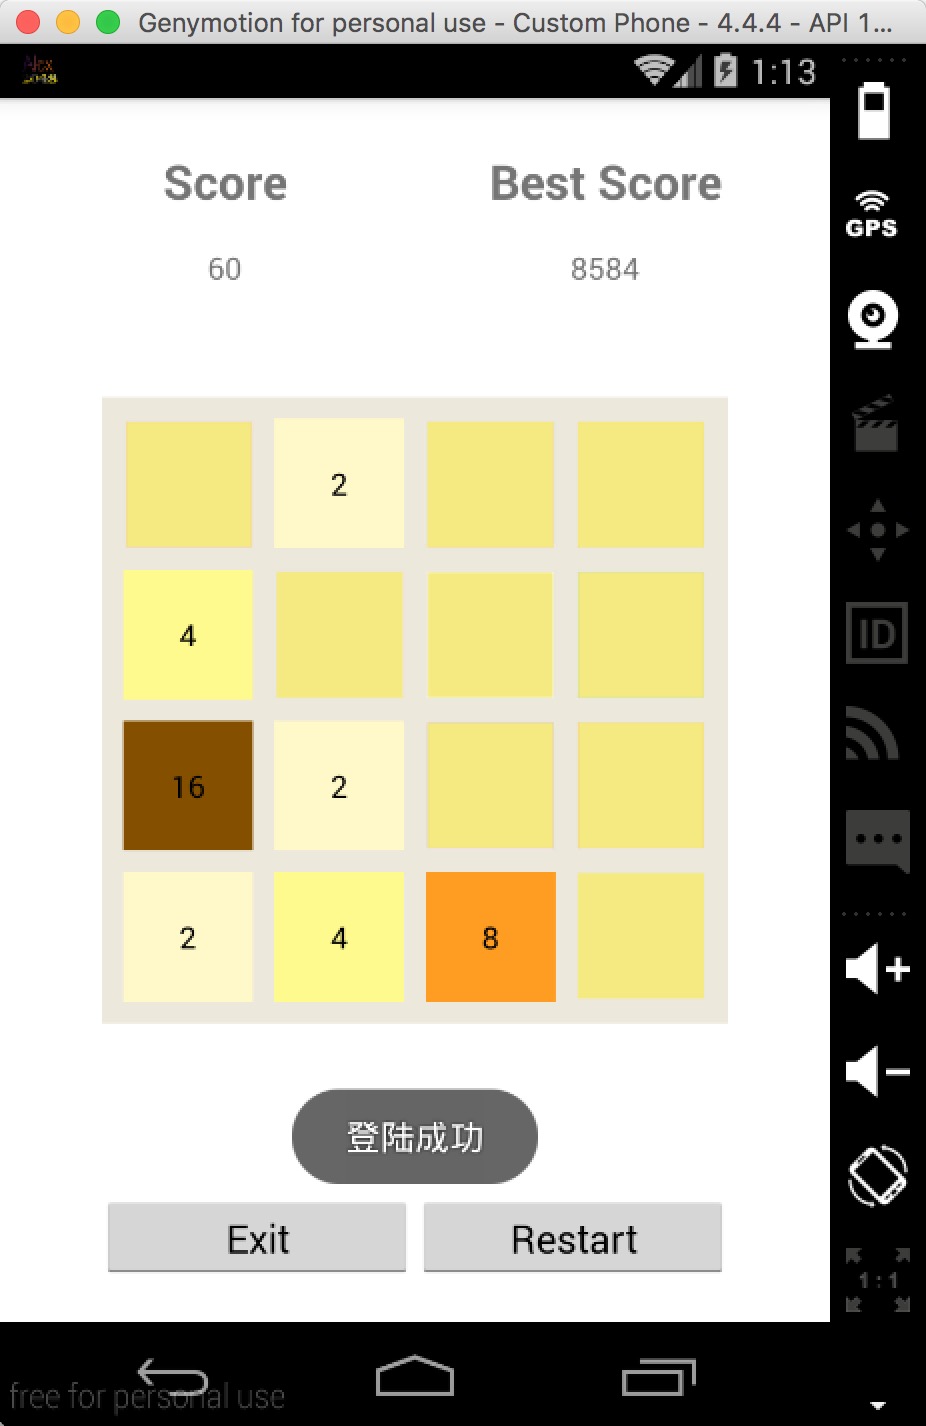 Genymotion for personal use - Custom Phone - 4.4.4 - API 1...
Alex
2048
1:13
Score
Best Score
60
8584
GPS
2
4
16
2
2
4
8
ID
登陆成功
Exit
Restart
1:1
free for personal use